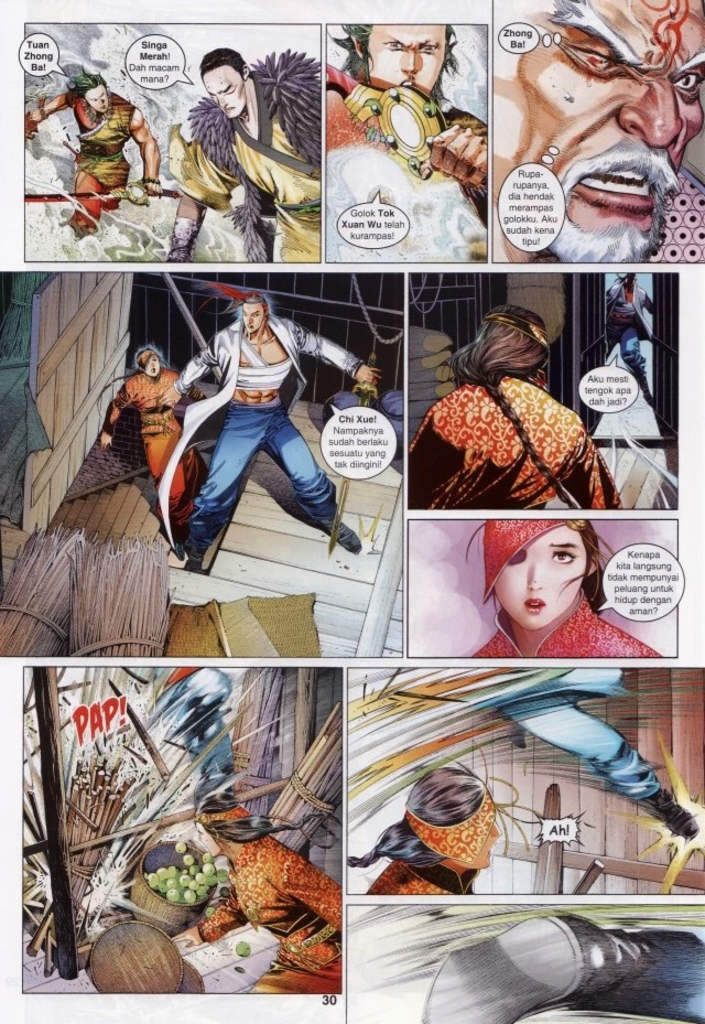 Tuan
Zhong
Ba!
Singa
Merah!
Dah macam
mana?
Golok Tok
Xuan Wu telah
kurampas!
Zhong
Ba!
Rupa-
rupanya,
dia hendak
merampas
golokku. Aku
sudah kena
tipu!
Chi Xue!
Nampaknya
sudah berlaku
sesuatu yang
tak diingini!
Aku mesti
tengok apa
dah jadi?
Kenapa
kita langsung
tidak mempunyai
peluang untuk
hidup dengan
aman?
PAP!
Ah!
30